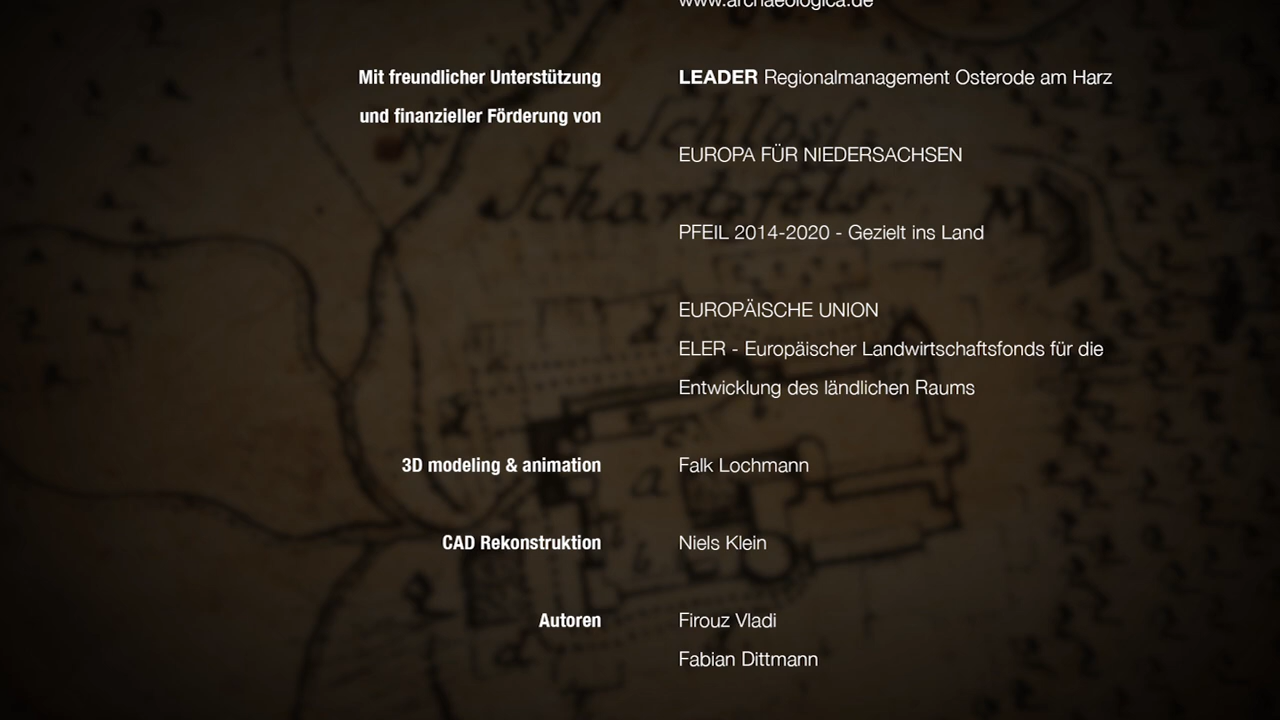 www.archaeologica.de
Mit freundlicher Unterstützung
und finanzieller Förderung von
LEADER Regionalmanagement Osterode am Harz
EUROPA FÜR NIEDERSACHSEN
PFEIL 2014-2020 - Gezielt ins Land
EUROPÄISCHE UNION
ELER - Europäischer Landwirtschaftsfonds für die
Entwicklung des ländlichen Raums
3D modeling & animation
Falk Lochmann
CAD Rekonstruktion
Niels Klein
Autoren
Firouz Vladi
Fabian Dittmann
Schlos
Schartzfels.
M
d
d
c
a
b
d